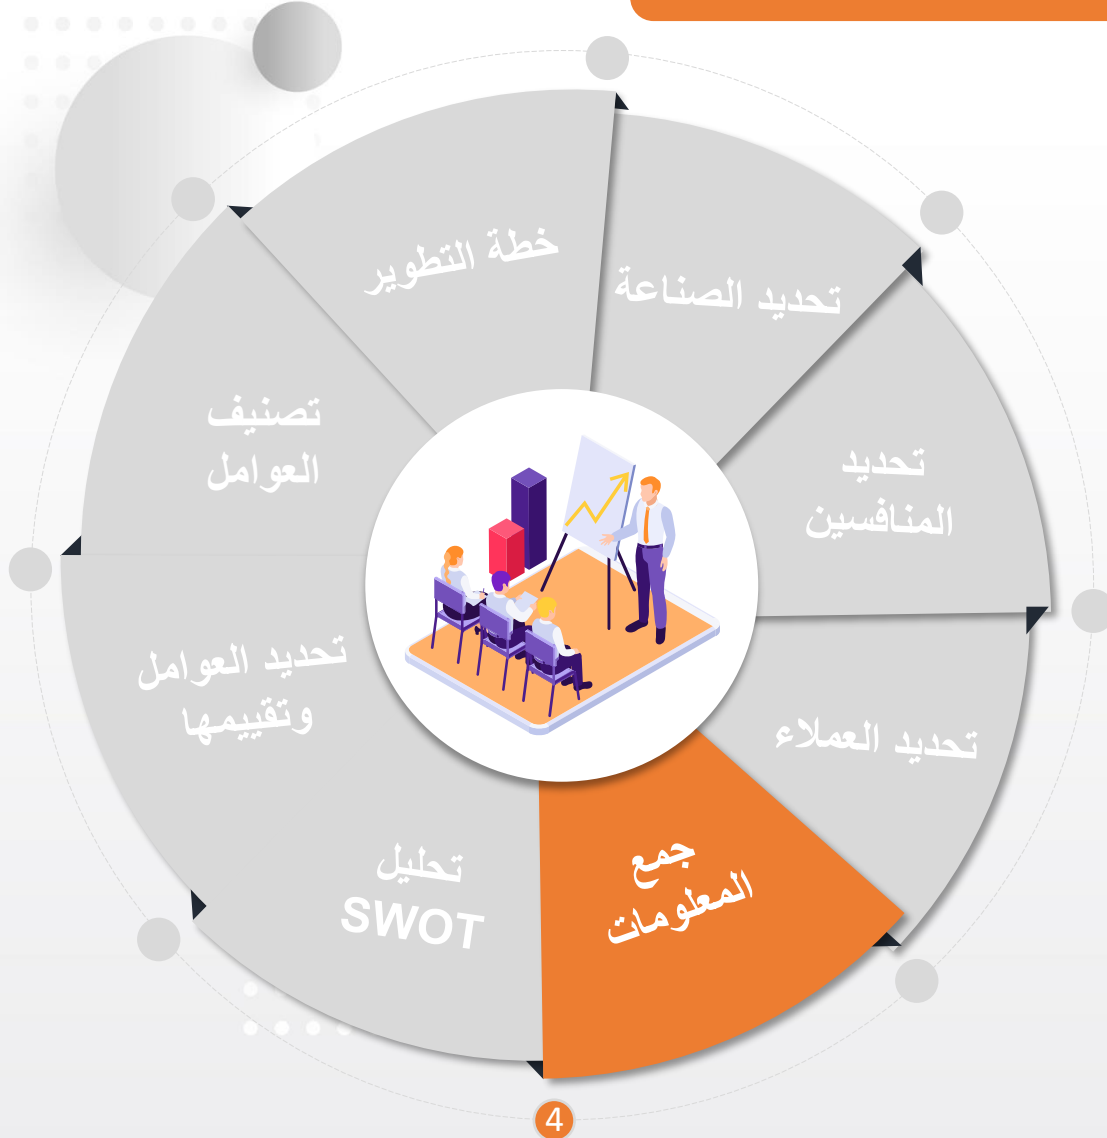 خطة التطوير
تحديد الصناعة
تحديد
المنافسين
تحديد العملاء
جمع
المعلومات
تحليل
SWOT
تحديد العوامل
وتقييمها
تصنيف
العوامل
4